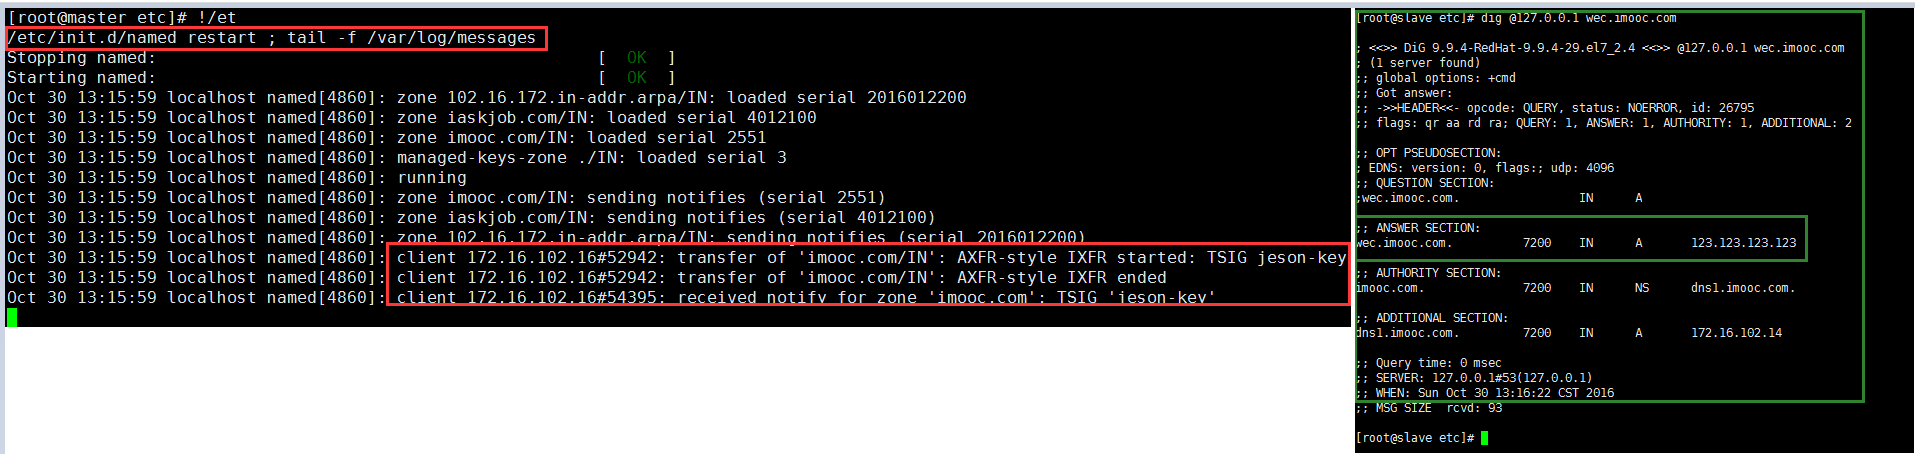 [root@master etc]# !/et
/etc/init.d/named restart ; tail -f /var/log/messages
Stopping named:                                            [  OK  ]
Starting named:                                            [  OK  ]
Oct 30 13:15:59 localhost named[4860]: zone 102.16.172.in-addr.arpa/IN: loaded serial 2016012200
Oct 30 13:15:59 localhost named[4860]: zone iaskjob.com/IN: loaded serial 4012100
Oct 30 13:15:59 localhost named[4860]: zone imooc.com/IN: loaded serial 2551
Oct 30 13:15:59 localhost named[4860]: managed-keys-zone ./IN: loaded serial 3
Oct 30 13:15:59 localhost named[4860]: running
Oct 30 13:15:59 localhost named[4860]: zone imooc.com/IN: sending notifies (serial 2551)
Oct 30 13:15:59 localhost named[4860]: zone iaskjob.com/IN: sending notifies (serial 4012100)
Oct 30 13:15:59 localhost named[4860]: zone 102.16.172.in-addr.arpa/IN: sending notifies (serial 2016012200)
Oct 30 13:15:59 localhost named[4860]: client 172.16.102.16#52942: transfer of 'imooc.com/IN': AXFR-style IXFR started: TSIG jeson-key
Oct 30 13:15:59 localhost named[4860]: client 172.16.102.16#52942: transfer of 'imooc.com/IN': AXFR-style IXFR ended
Oct 30 13:15:59 localhost named[4860]: client 172.16.102.16#54395: received notify for zone 'imooc.com': TSIG 'jeson-key'
[root@slave etc]# dig @127.0.0.1 wec.imooc.com
; <<>> DiG 9.9.4-RedHat-9.9.4-29.el7_2.4 <<>> @127.0.0.1 wec.imooc.com
; (1 server found)
;; global options: +cmd
;; Got answer:
;; ->>HEADER<<- opcode: QUERY, status: NOERROR, id: 26795
;; flags: qr aa rd ra; QUERY: 1, ANSWER: 1, AUTHORITY: 1, ADDITIONAL: 2
;; OPT PSEUDOSECTION:
; EDNS: version: 0, flags:; udp: 4096
;; QUESTION SECTION:
;wec.imooc.com.                 IN      A
;; ANSWER SECTION:
wec.imooc.com.          7200    IN      A       123.123.123.123
;; AUTHORITY SECTION:
imooc.com.              7200    IN      NS      dns1.imooc.com.
;; ADDITIONAL SECTION:
dns1.imooc.com.         7200    IN      A       172.16.102.14
;; Query time: 0 msec
;; SERVER: 127.0.0.1#53(127.0.0.1)
;; WHEN: Sun Oct 30 13:16:22 CST 2016
;; MSG SIZE  rcvd: 93
[root@slave etc]#